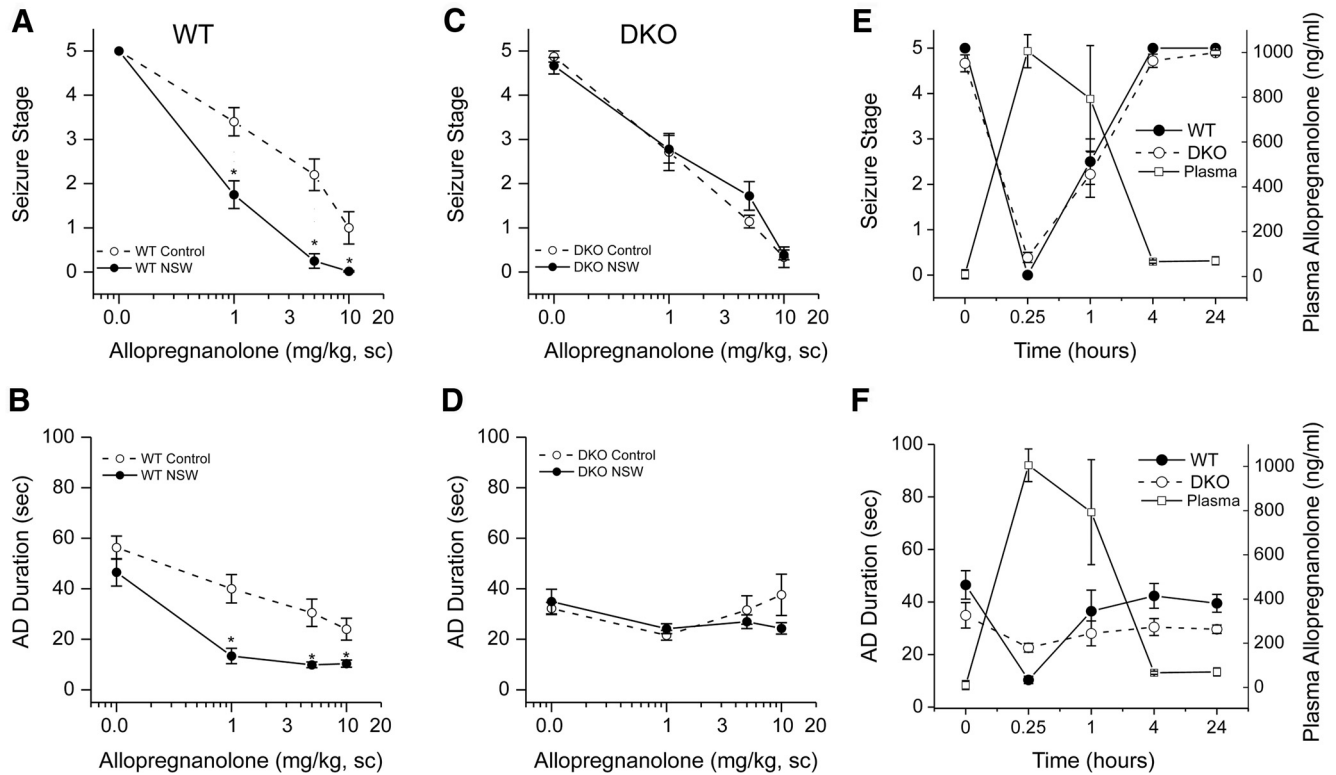 A
WT
5
4
3
2
1
0
Seizure Stage
WT Control
WT NSW
*
*
*
0.0
1
3
10
20
Allopregnanolone (mg/kg, sc)
C
DKO
5
4
3
2
1
0
Seizure Stage
DKO Control
DKO NSW
0.0
1
3
10
20
Allopregnanolone (mg/kg, sc)
E
5
4
3
2
1
0
Seizure Stage
WT
DKO
Plasma
1000
800
600
400
200
0
Plasma Allopregnanolone (ng/ml)
0
0.25
1
4
24
Time (hours)
B
100
80
60
40
20
0
AD Duration (sec)
WT Control
WT NSW
*
*
*
0.0
1
3
10
20
Allopregnanolone (mg/kg, sc)
D
100
80
60
40
20
0
AD Duration (sec)
DKO Control
DKO NSW
0.0
1
3
10
20
Allopregnanolone (mg/kg, sc)
F
100
80
60
40
20
0
AD Duration (sec)
WT
DKO
Plasma
1000
800
600
400
200
0
Plasma Allopregnanolone (ng/ml)
0
0.25
1
4
24
Time (hours)